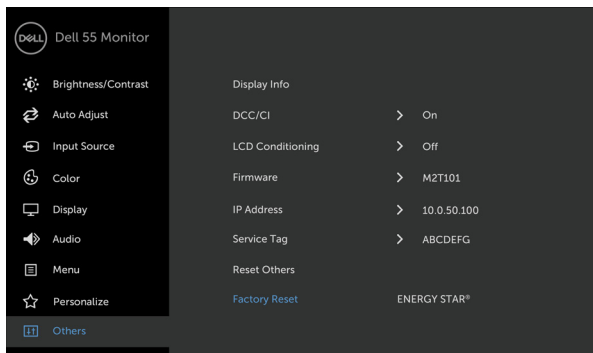 DELL Dell 55 Monitor
Brightness/Contrast
Auto Adjust
Input Source
Color
Display
Audio
Menu
Personalize
Others
Display Info
DCC/CI > On
LCD Conditioning > Off
Firmware > M2T101
IP Address > 10.0.50.100
Service Tag > ABCDEFG
Reset Others
Factory Reset ENERGY STAR®